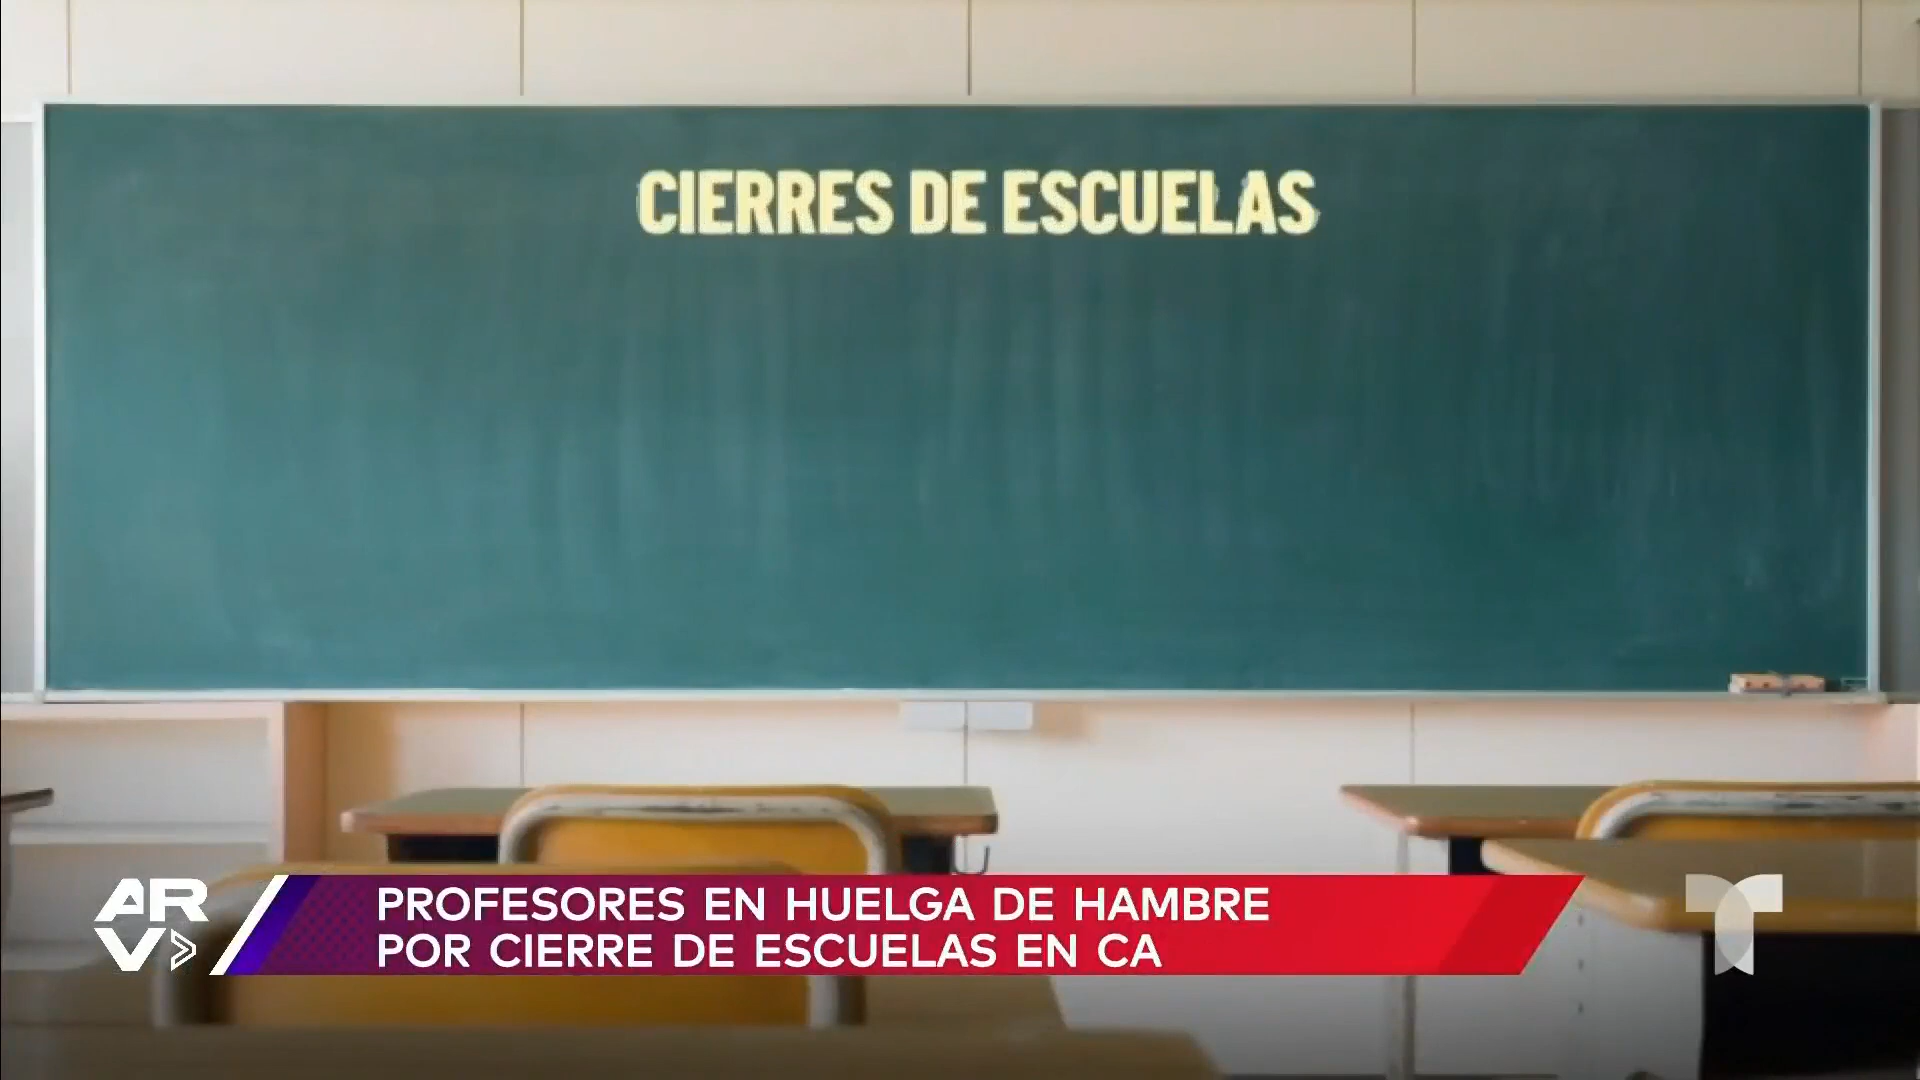 CIERRES DE ESCUELAS
ARV
PROFESORES EN HUELGA DE HAMBRE
POR CIERRE DE ESCUELAS EN CA
T